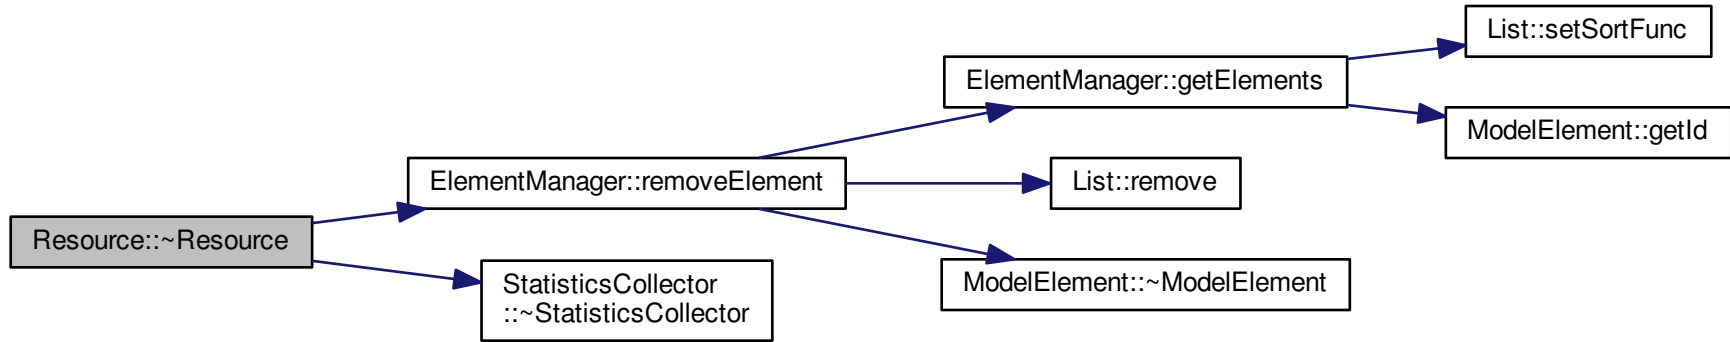 Resource::~Resource
ElementManager::removeElement
StatisticsCollector
::~StatisticsCollector
ElementManager::getElements
List::remove
ModelElement::~ModelElement
List::setSortFunc
ModelElement::getId